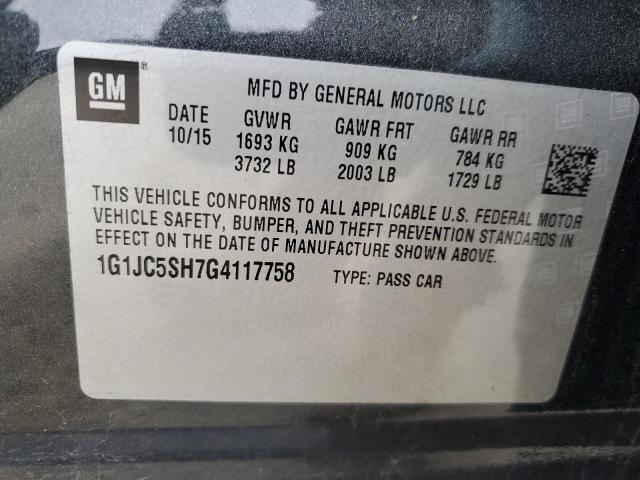 GM®
MFD BY GENERAL MOTORS LLC
DATE GVWR GAWR FRT GAWR RR
10/15 1693 KG 909 KG 784 KG
3732 LB 2003 LB 1729 LB
THIS VEHICLE CONFORMS TO ALL APPLICABLE U.S. FEDERAL MOTOR
VEHICLE SAFETY, BUMPER, AND THEFT PREVENTION STANDARDS IN
EFFECT ON THE DATE OF MANUFACTURE SHOWN ABOVE.
1G1JC5SH7G4117758 TYPE: PASS CAR